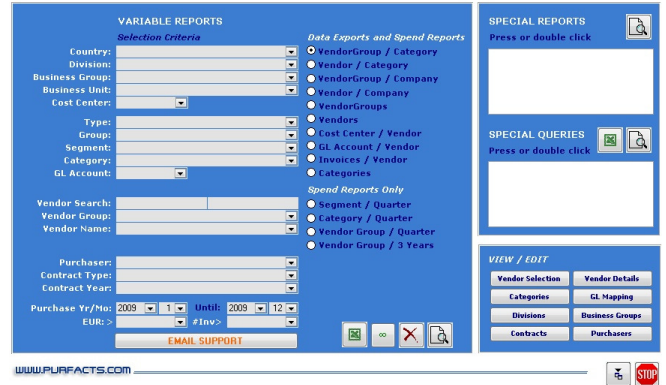 VARIABLE REPORTS
Selection Criteria
Country:
Division:
Business Group:
Business Unit:
Cost Center:
Type:
Group:
Segment:
Category:
GL Account:
Vendor Search:
Vendor Group:
Vendor Name:
Purchaser:
Contract Type:
Contract Year:
Purchase Yr/Mo: 2009 1 Until: 2009 12
EUR: > #Inv>
EMAIL SUPPORT
Data Exports and Spend Reports
VendorGroup / Category
Vendor / Category
VendorGroup / Company
Vendor / Company
VendorGroups
Vendors
Cost Center / Vendor
GL Account / Vendor
Invoices / Vendor
Categories
Spend Reports Only
Segment / Quarter
Category / Quarter
Vendor Group / Quarter
Vendor Group / 3 Years
∞
SPECIAL REPORTS
Press or double click
SPECIAL QUERIES
Press or double click
VIEW / EDIT
Vendor Selection Vendor Details
Categories GL Mapping
Divisions Business Groups
Contracts Purchasers
WWW.PURFACTS.COM
STOP